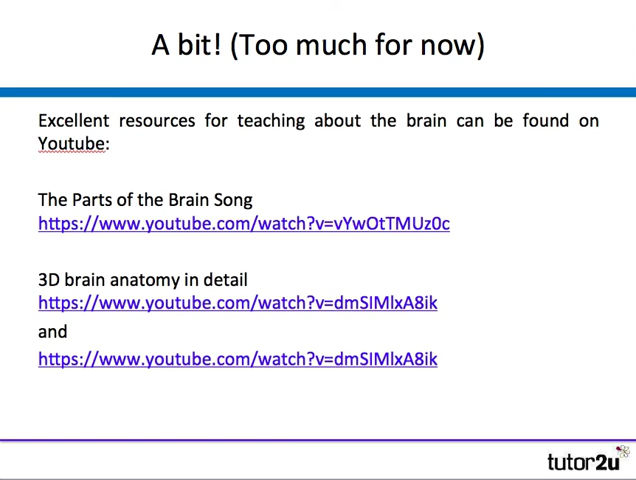 A bit! (Too much for now)
Excellent resources for teaching about the brain can be found on
Youtube:
The Parts of the Brain Song
https://www.youtube.com/watch?v=vYwOtTMUz0c
3D brain anatomy in detail
https://www.youtube.com/watch?v=dmSIMlxA8ik
and
https://www.youtube.com/watch?v=dmSIMlxA8ik
tutor2u